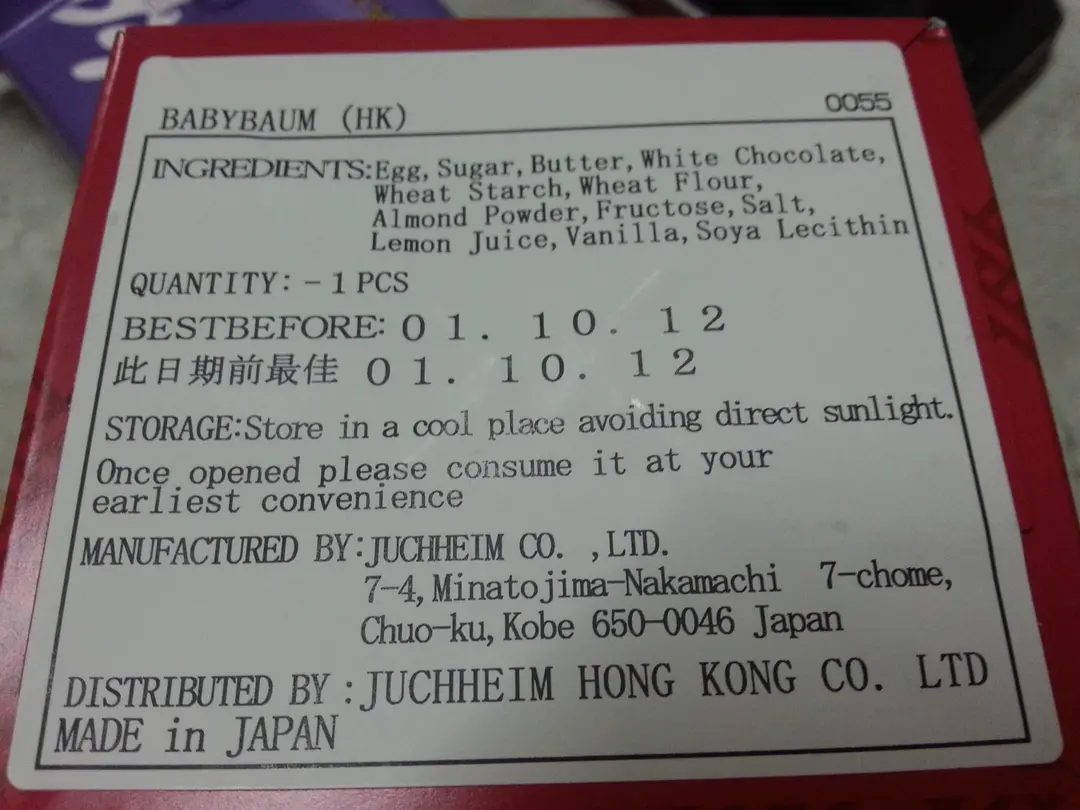 BABYBAUM (HK) 0055
INGREDIENTS:Egg, Sugar, Butter, White Chocolate,
Wheat Starch, Wheat Flour,
Almond Powder, Fructose, Salt,
Lemon Juice, Vanilla, Soya Lecithin
QUANTITY: -1 PCS
BESTBEFORE: 01. 10. 12
此日期前最佳 01. 10. 12
STORAGE:Store in a cool place avoiding direct sunlight.
Once opened please consume it at your
earliest convenience
MANUFACTURED BY:JUCHHEIM CO. ,LTD.
7-4, Minatojima-Nakamachi 7-chome,
Chuo-ku, Kobe 650-0046 Japan
DISTRIBUTED BY :JUCHHEIM HONG KONG CO. LTD
MADE in JAPAN